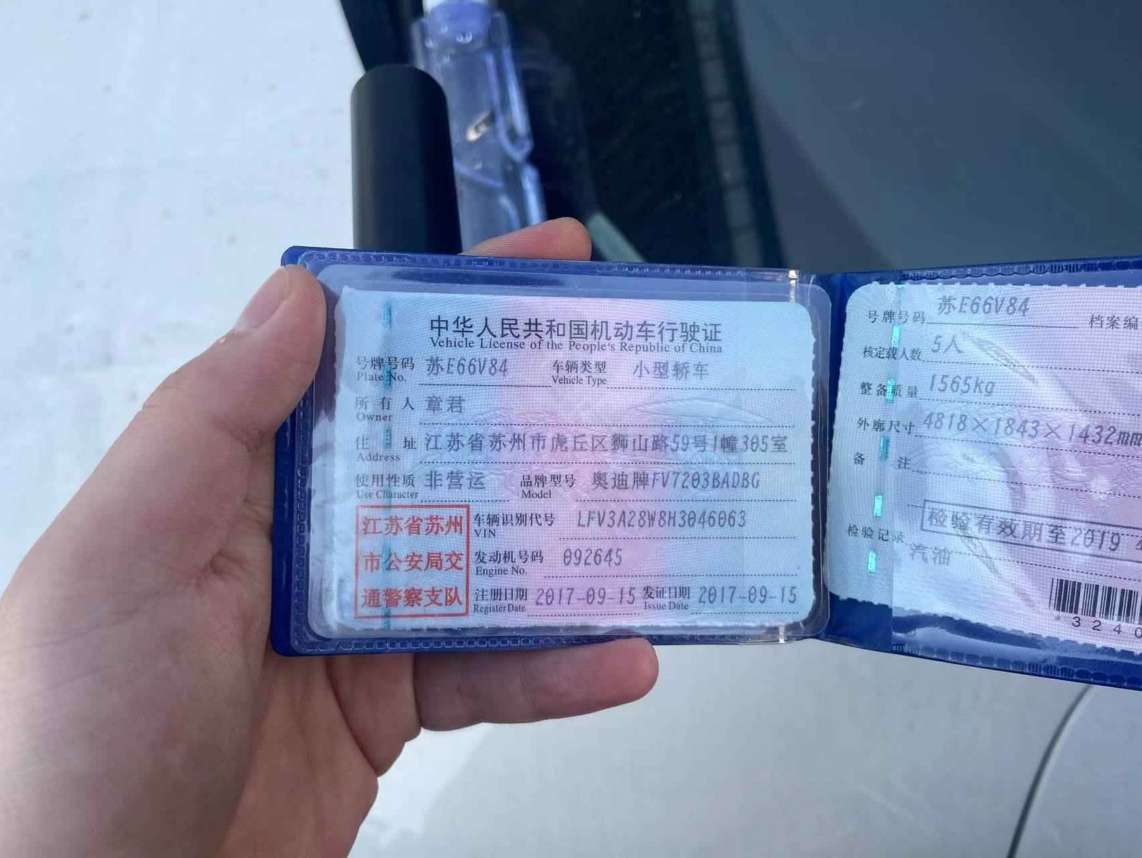 中华人民共和国机动车行驶证
Vehicle License of the People's Republic of China
号牌号码 苏E66V84 车辆类型 小型轿车
Plate No. Vehicle Type
所有人 章君
Owner
住址 江苏省苏州市虎丘区狮山路59号1幢305室
Address
使用性质 非营运 品牌型号 奥迪牌FV7203BADBG
Use Character Model
江苏省苏州
市公安局交
通警察支队
车辆识别代号 LFV3A28W8H3046063
VIN
发动机号码 092645
Engine No.
注册日期 2017-09-15 发证日期 2017-09-15
Register Date Issue Date
号牌号码 苏E66V84 档案编
核定载人数 5人
整备质量 1565kg
外廓尺寸 4818×1843×1432mm
备注
检验有效期至2019
检验记录 汽油
*3240